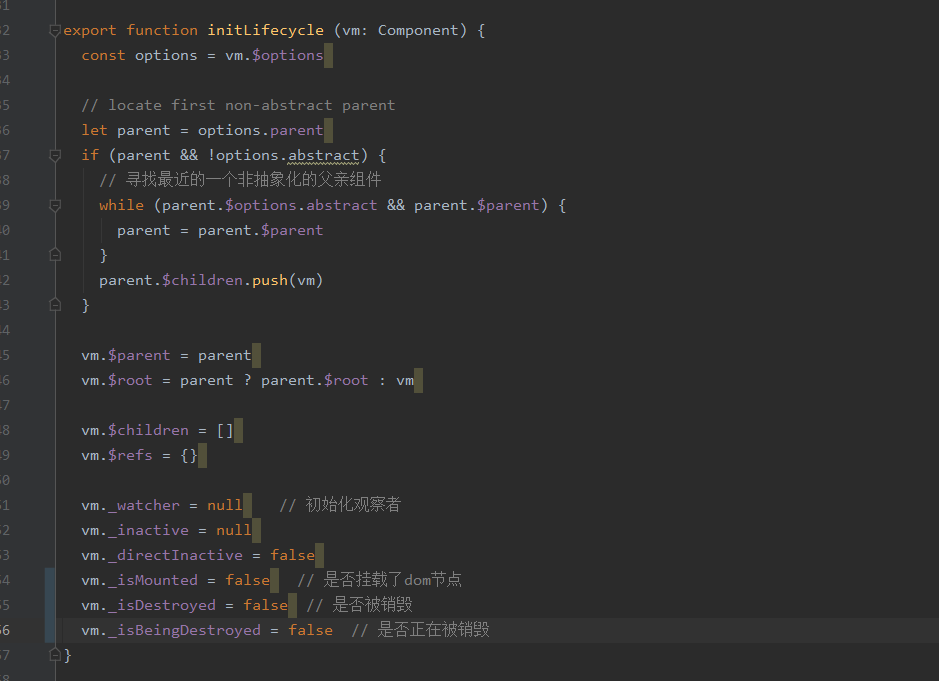 31
32 export function initLifecycle (vm: Component) {
33 const options = vm.$options
34
35 // locate first non-abstract parent
36 let parent = options.parent
37 if (parent && !options.abstract) {
38 // 寻找最近的一个非抽象化的父亲组件
39 while (parent.$options.abstract && parent.$parent) {
40 parent = parent.$parent
41 }
42 parent.$children.push(vm)
43 }
44
45 vm.$parent = parent
46 vm.$root = parent ? parent.$root : vm
47
48 vm.$children = []
49 vm.$refs = {}
50
51 vm._watcher = null // 初始化观察者
52 vm._inactive = null
53 vm._directInactive = false
54 vm._isMounted = false // 是否挂载了dom节点
55 vm._isDestroyed = false // 是否被销毁
56 vm._isBeingDestroyed = false // 是否正在被销毁
57 }
58